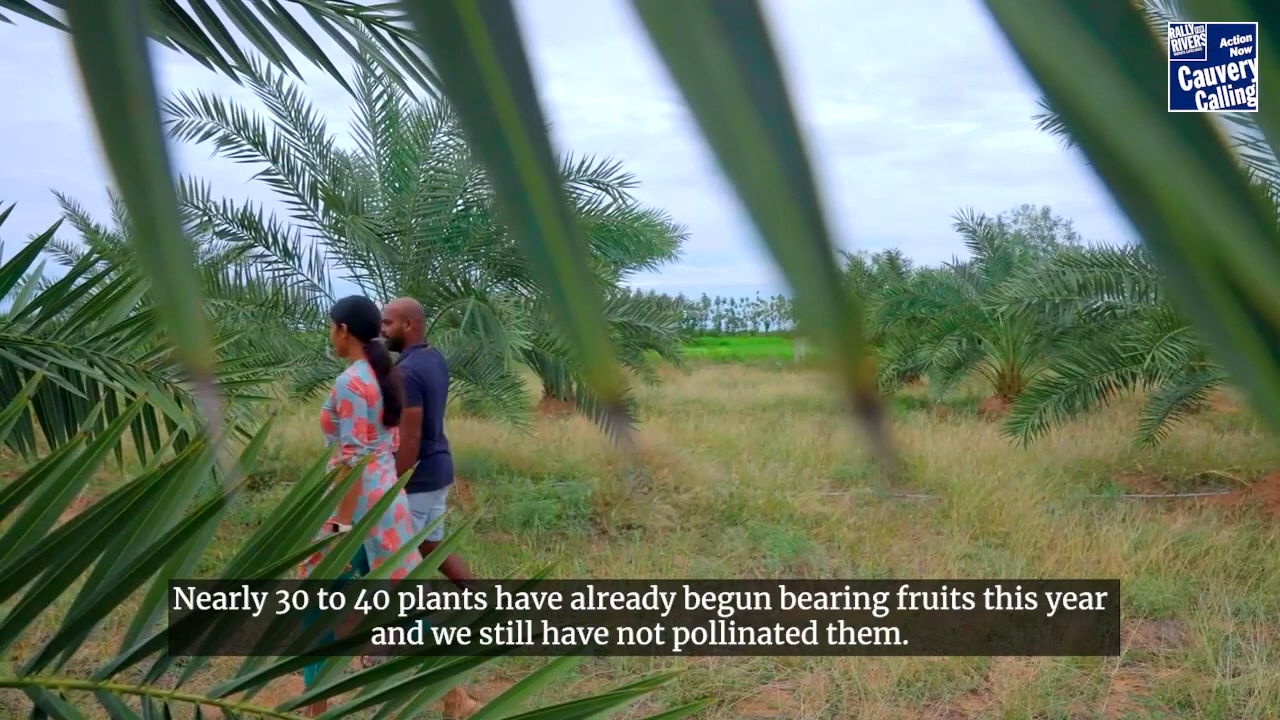 RALLY FOR
RIVERS
Action
Now
Cauvery
Calling
Nearly 30 to 40 plants have already begun bearing fruits this year
and we still have not pollinated them.